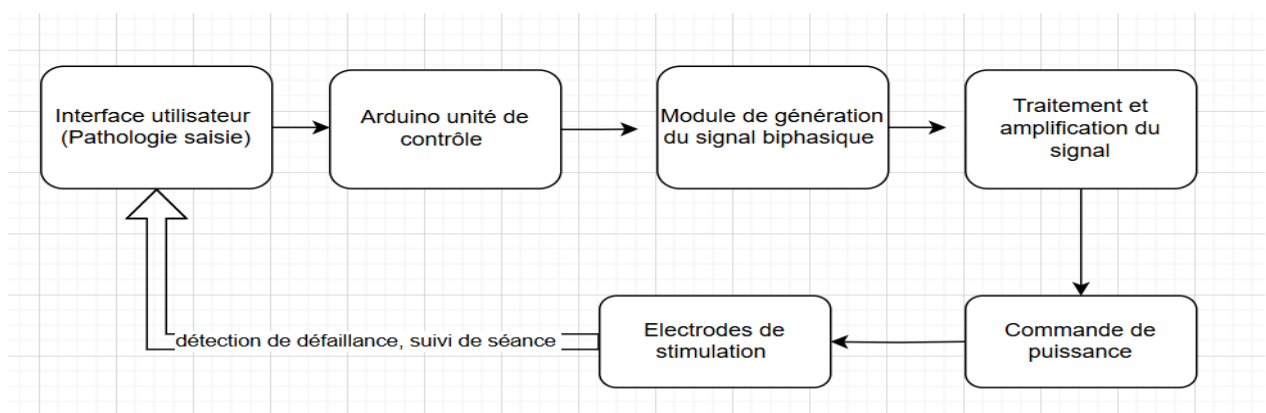 Interface utilisateur
(Pathologie saisie)
Arduino unité de
contrôle
Module de génération
du signal biphasique
Traitement et
amplification du
signal
Commande de
puissance
Electrodes de
stimulation
détection de défaillance, suivi de séance